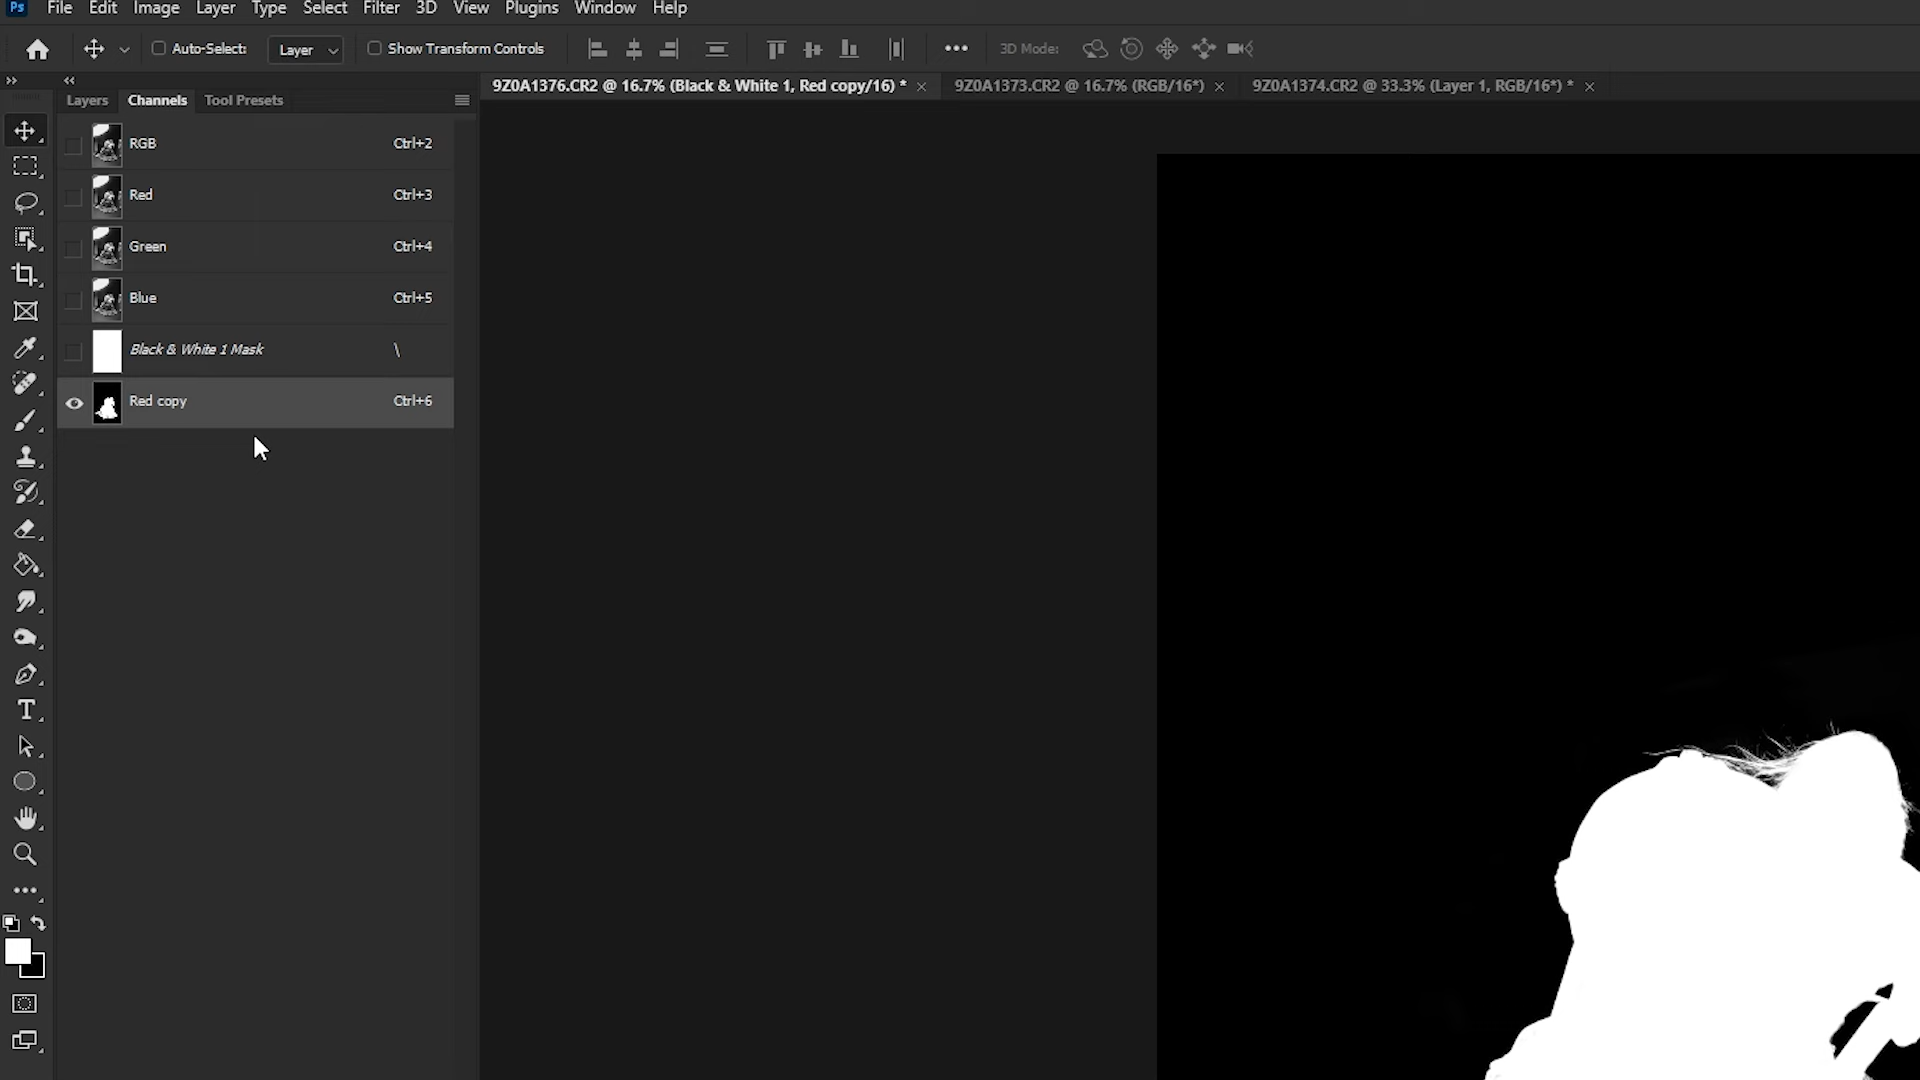 Ps File Edit Image Layer Type Select Filter 3D View Plugins Window Help
Auto-Select: Layer Show Transform Controls 3D Mode:
9Z0A1376.CR2 @ 16.7% (Black & White 1, Red copy/16) * 9Z0A1373.CR2 @ 16.7% (RGB/16*) 9Z0A1374.CR2 @ 33.3% (Layer 1, RGB/16*) *
Layers Channels Tool Presets
RGB Ctrl+2
Red Ctrl+3
Green Ctrl+4
Blue Ctrl+5
Black & White 1 Mask \
Red copy Ctrl+6